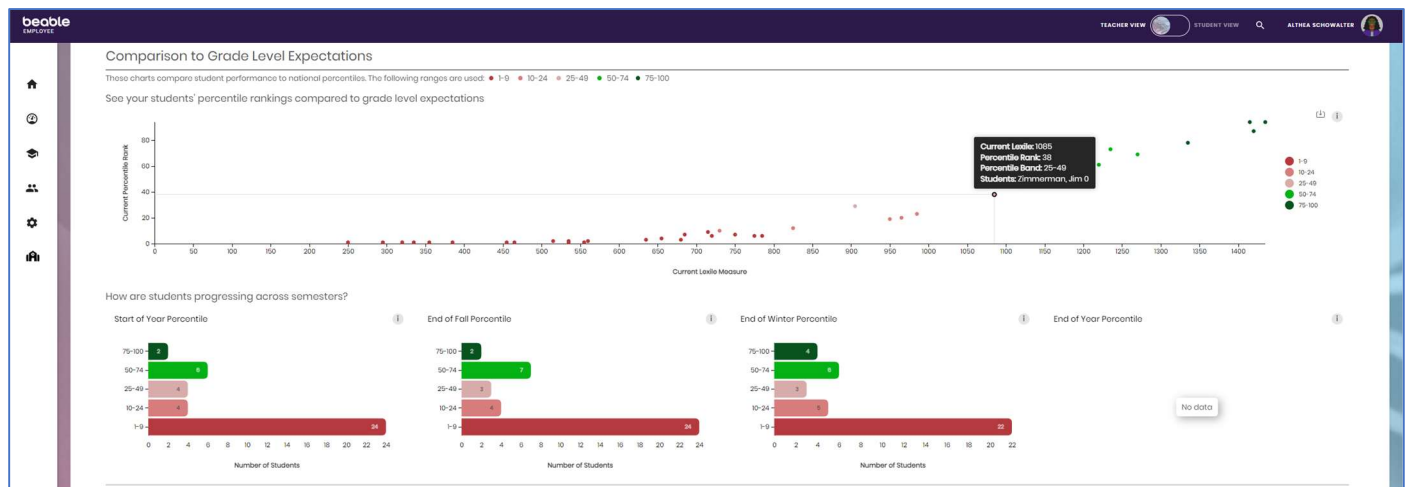 beable
EMPLOYEE
TEACHER VIEW STUDENT VIEW ALTHEA SCHOWALTER
Comparison to Grade Level Expectations
These charts compare student performance to national percentiles. The following ranges are used: 1-9 10-24 25-49 50-74 75-100
See your students' percentile rankings compared to grade level expectations
Current Percentile Rank
80
60
40
20
0
Current Lexile: 1085
Percentile Rank: 38
Percentile Band: 25-49
Students: Zimmerman, Jim 0
1-9
10-24
25-49
50-74
75-100
0 50 100 150 200 250 300 350 400 450 500 550 600 650 700 750 800 850 900 950 1000 1050 1100 1150 1200 1250 1300 1350 1400
Current Lexile Measure
How are students progressing across semesters?
Start of Year Percentile i
75-100 2
50-74 6
25-49 4
10-24 4
1-9 24
0 2 4 6 8 10 12 14 16 18 20 22 24
Number of Students
End of Fall Percentile i
75-100 2
50-74 7
25-49 3
10-24 4
1-9 24
0 2 4 6 8 10 12 14 16 18 20 22 24
Number of Students
End of Winter Percentile i
75-100 4
50-74 6
25-49 3
10-24 5
1-9 22
0 2 4 6 8 10 12 14 16 18 20 22
Number of Students
End of Year Percentile i
No data